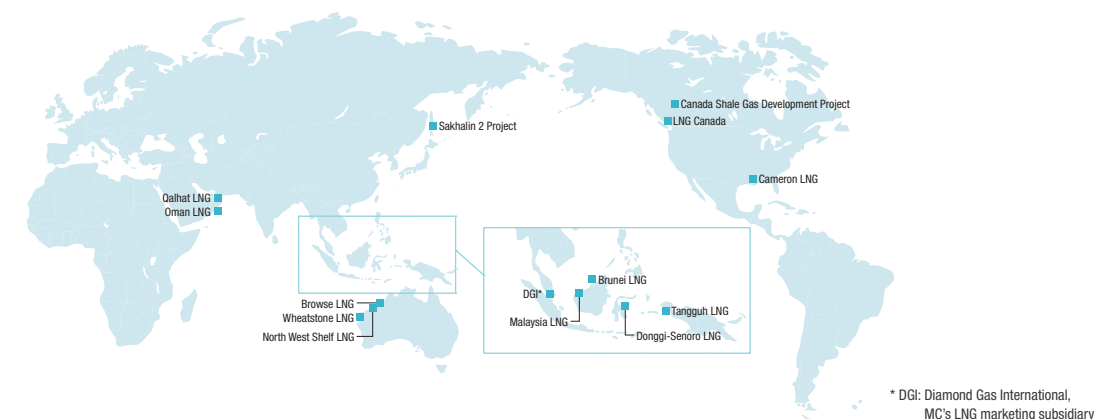 Canada Shale Gas Development Project
LNG Canada
Sakhalin 2 Project
Cameron LNG
Qalhat LNG
Oman LNG
Brunei LNG
DGI*
Malaysia LNG
Tangguh LNG
Donggi-Senoro LNG
Browse LNG
Wheatstone LNG
North West Shelf LNG
* DGI: Diamond Gas International,
MC's LNG marketing subsidiary